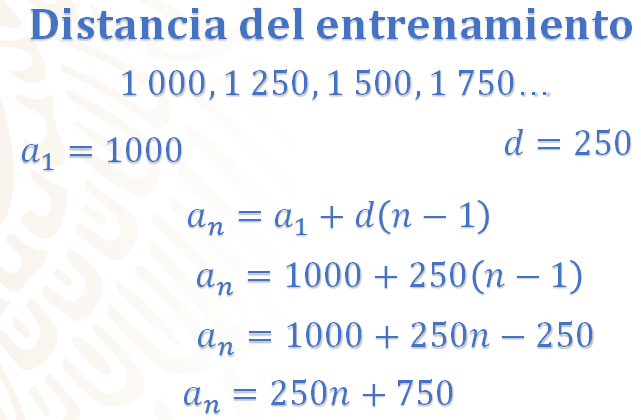 Distancia del entrenamiento
1 000, 1 250, 1 500, 1 750...
a₁ = 1000
d = 250
aₙ = a₁ + d(n − 1)
aₙ = 1000 + 250(n − 1)
aₙ = 1000 + 250n − 250
aₙ = 250n + 750